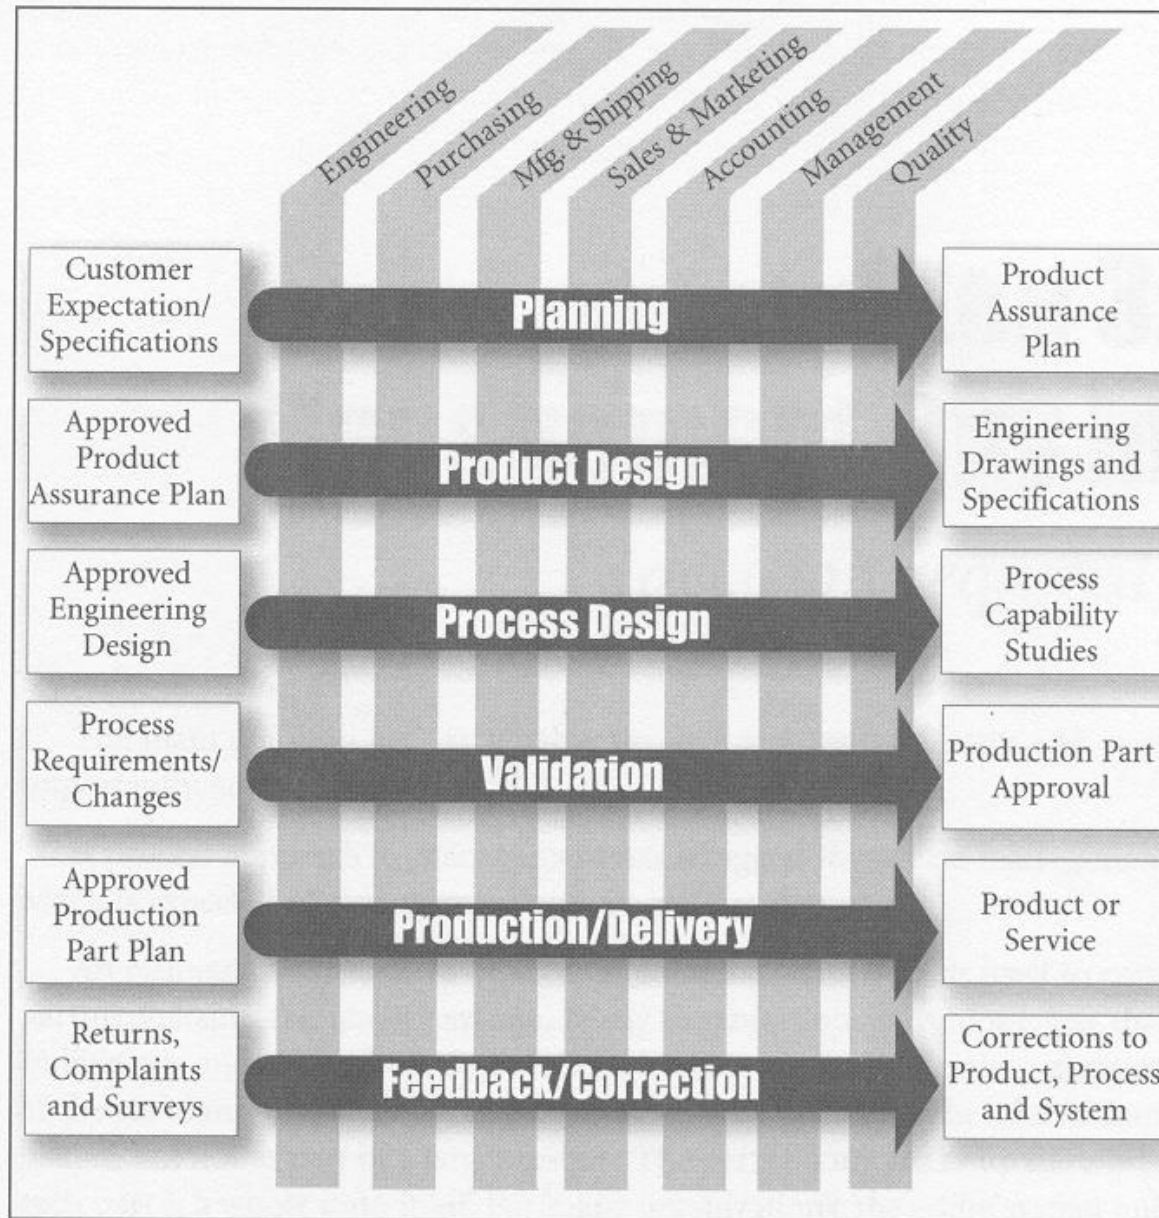 Engineering
Purchasing
Mfg. & Shipping
Sales & Marketing
Accounting
Management
Quality
Customer
Expectation/
Specifications
Planning
Product
Assurance
Plan
Approved
Product
Assurance Plan
Product Design
Engineering
Drawings and
Specifications
Approved
Engineering
Design
Process Design
Process
Capability
Studies
Process
Requirements/
Changes
Validation
Production Part
Approval
Approved
Production
Part Plan
Production/Delivery
Product or
Service
Returns,
Complaints
and Surveys
Feedback/Correction
Corrections to
Product, Process
and System